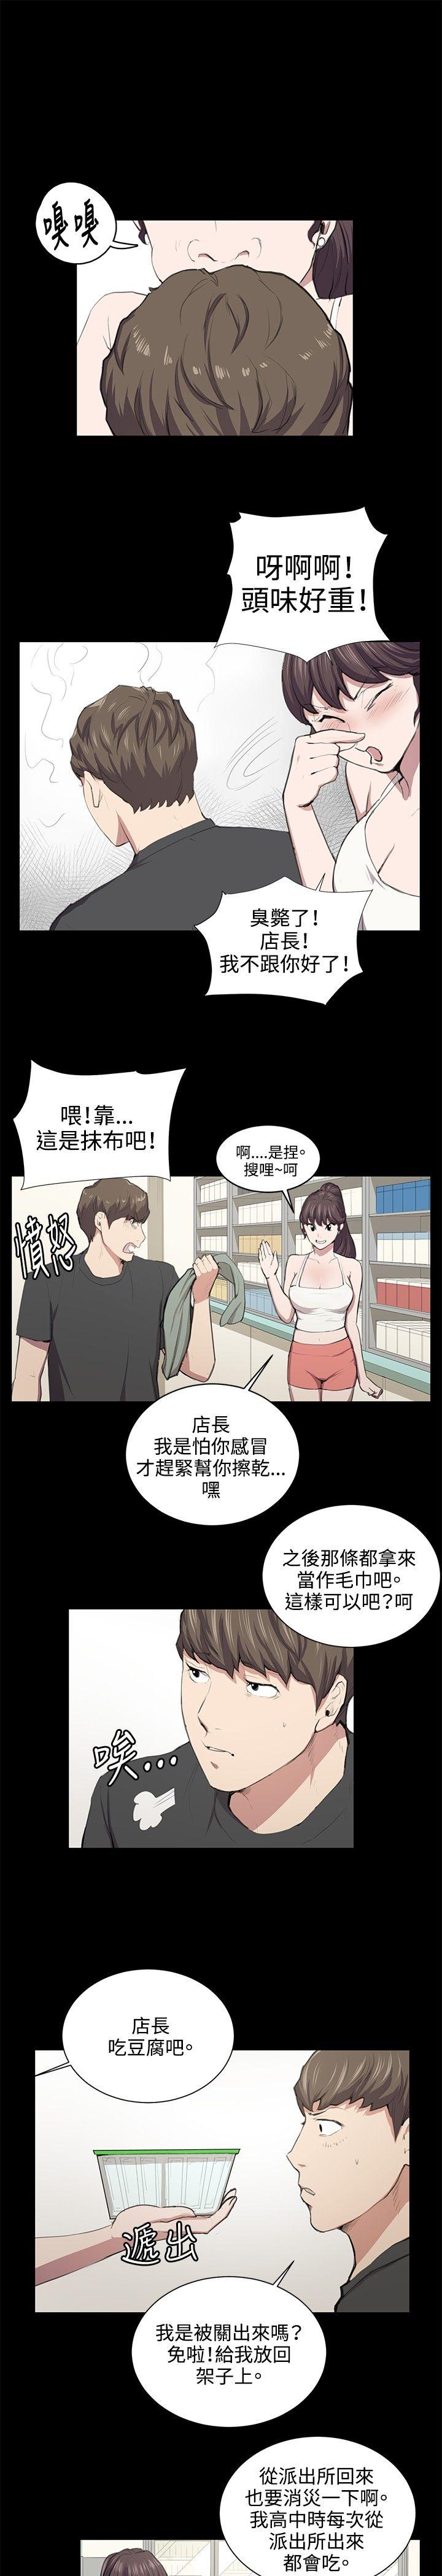 嗅嗅
呀啊啊!
頭味好重!
臭斃了!
店長!
我不跟你好了!
喂!靠...
這是抹布吧!
啊....是捏。
搜哩~呵
憤怒
店長
我是怕你感冒
才趕緊幫你擦乾...
嘿
之後那條都拿來
當作毛巾吧。
這樣可以吧?呵
唉...
店長
吃豆腐吧。
遞出
我是被關出來嗎?
免啦!給我放回
架子上。
從派出所回來
也要消災一下啊。
我高中時每次從
派出所出來
都會吃。